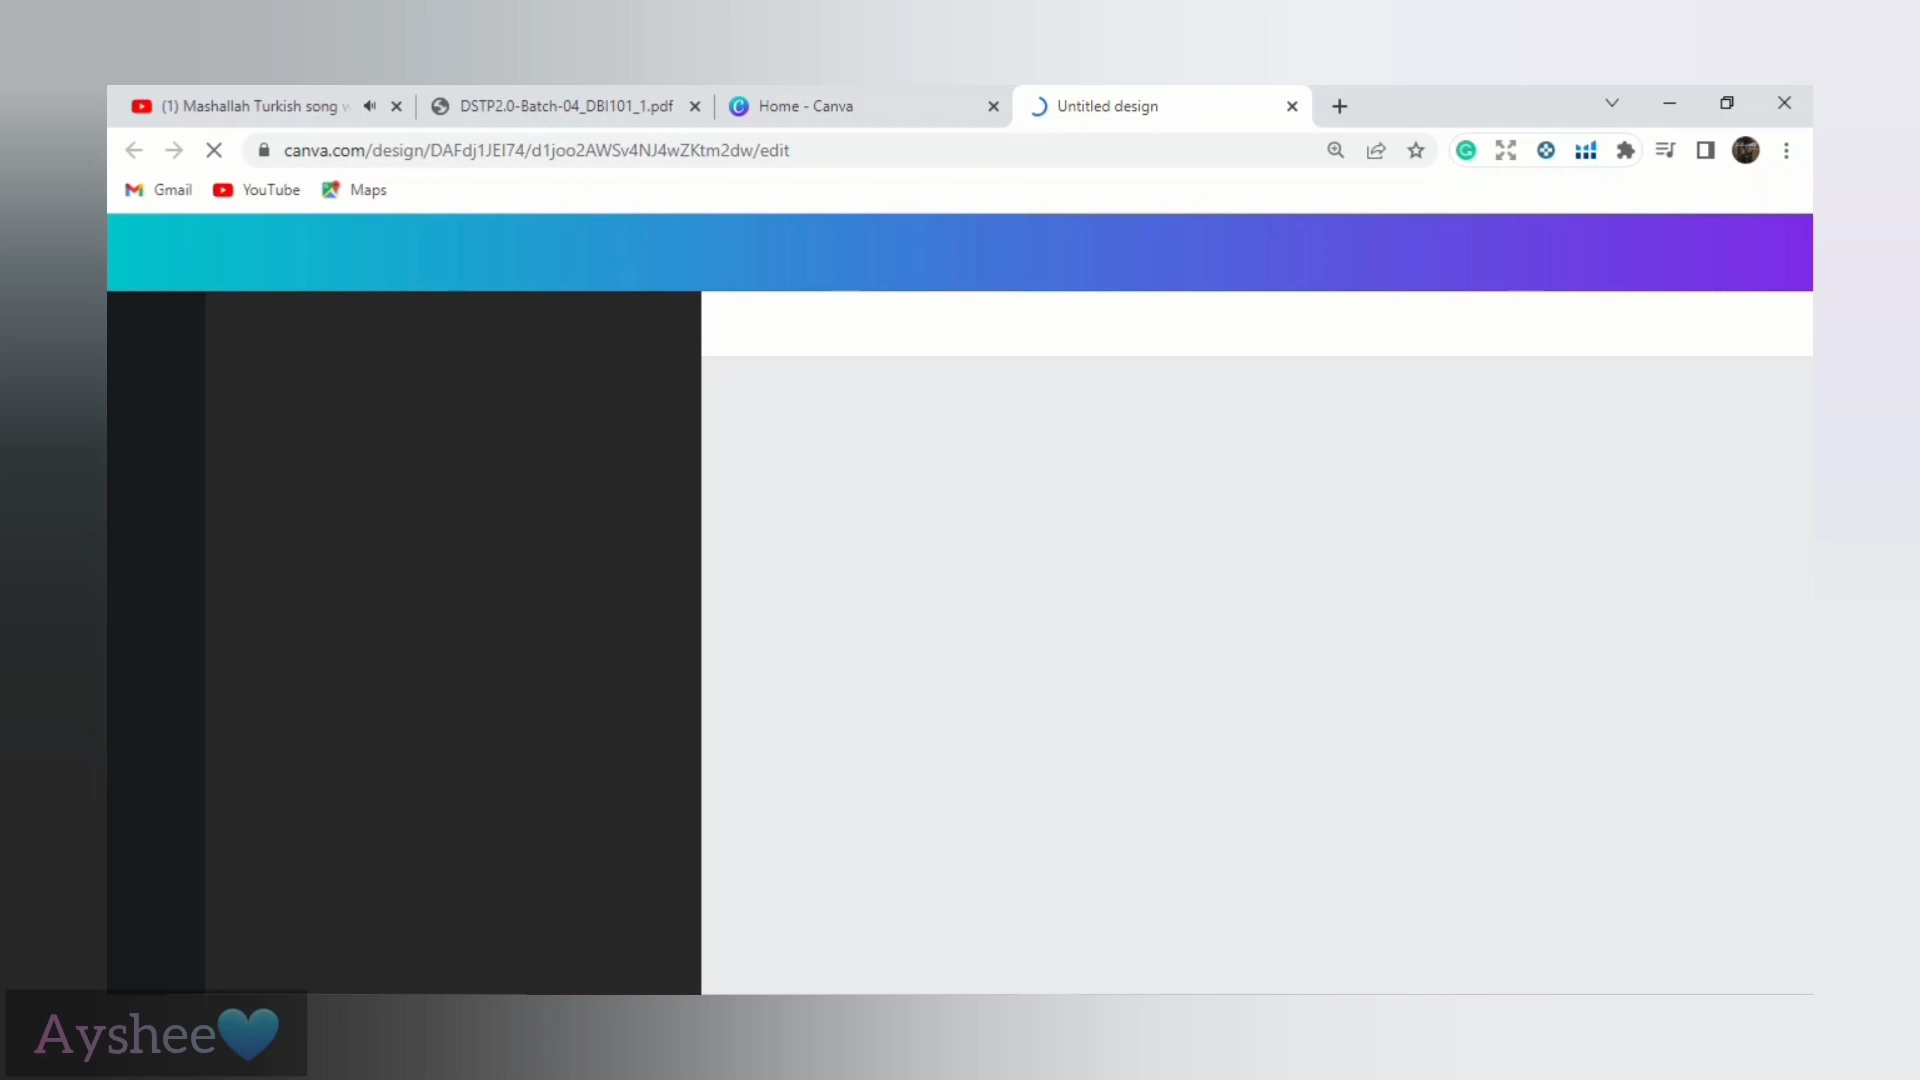 (1) Mashallah Turkish song w
DSTP2.0-Batch-04_DBI101_1.pdf
Home - Canva
Untitled design
canva.com/design/DAFdj1JEI74/d1joo2AWSv4NJ4wZKtm2dw/edit
Gmail
YouTube
Maps
Ayshee💙